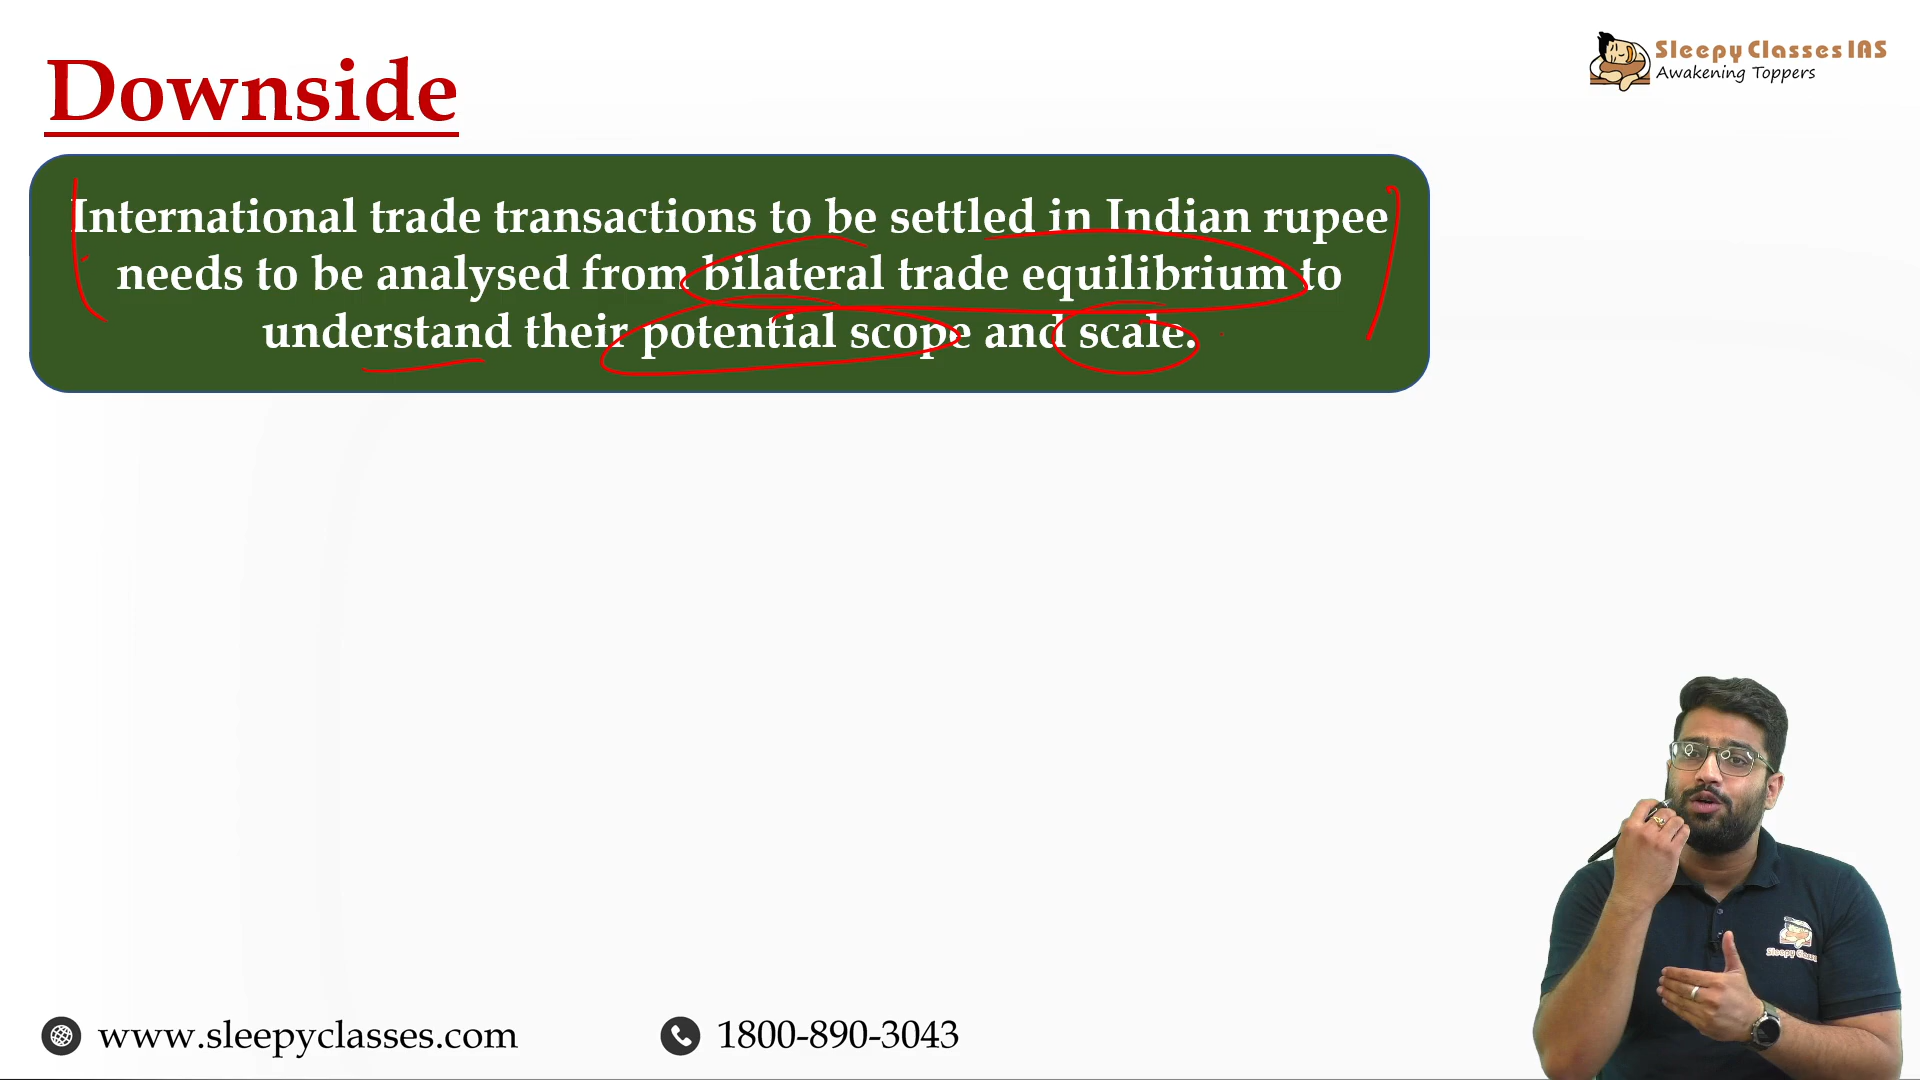 Downside
Sleepy Classes IAS
Awakening Toppers
International trade transactions to be settled in Indian rupee
needs to be analysed from bilateral trade equilibrium to
understand their potential scope and scale.
www.sleepyclasses.com
1800-890-3043